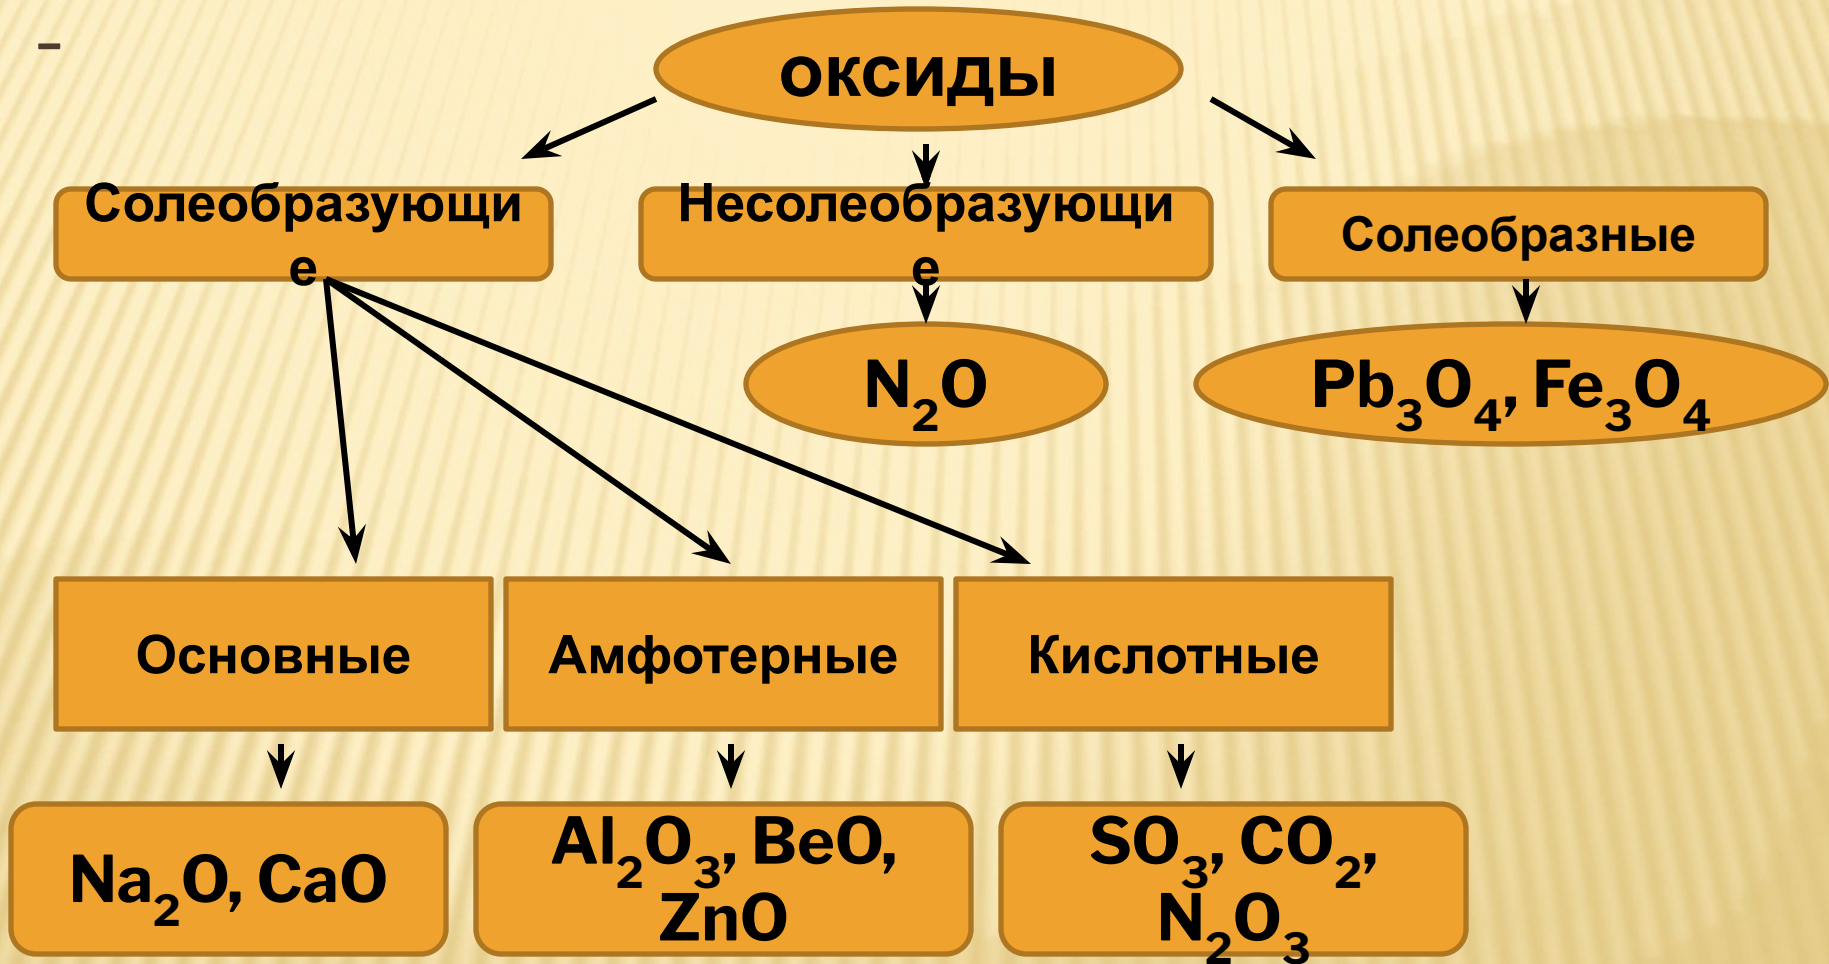 –
оксиды
Солеобразующи
е
Несолеобразующи
е
Солеобразные
N₂O
Pb₃O₄, Fe₃O₄
Основные
Амфотерные
Кислотные
Na₂O, CaO
Al₂O₃, BeO,
ZnO
SO₃, CO₂,
N₂O₃